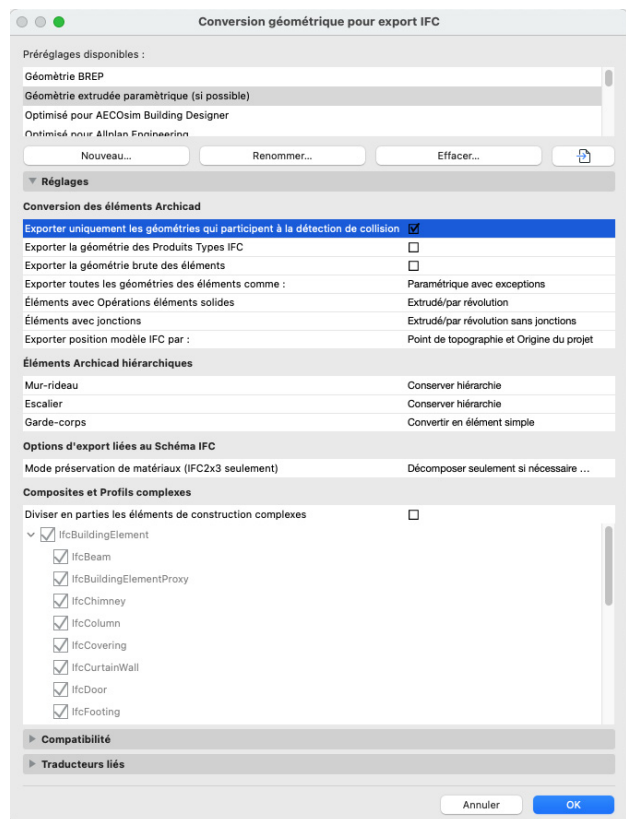 Conversion géométrique pour export IFC
Préréglages disponibles :
Géomètrie BREP
Géomètrie extrudée paramètrique (si possible)
Optimisé pour AECOsim Building Designer
Optimisé pour Allplan Engineering
Nouveau... Renommer... Effacer...
Réglages
Conversion des éléments Archicad
Exporter uniquement les géométries qui participent à la détection de collision
Exporter la géométrie des Produits Types IFC
Exporter la géométrie brute des éléments
Exporter toutes les géométries des éléments comme : Paramétrique avec exceptions
Éléments avec Opérations éléments solides Extrudé/par révolution
Éléments avec jonctions Extrudé/par révolution sans jonctions
Exporter position modèle IFC par : Point de topographie et Origine du projet
Éléments Archicad hiérarchiques
Mur-rideau Conserver hiérarchie
Escalier Conserver hiérarchie
Garde-corps Convertir en élément simple
Options d'export liées au Schéma IFC
Mode préservation de matériaux (IFC2x3 seulement) Décomposer seulement si nécessaire ...
Composites et Profils complexes
Diviser en parties les éléments de construction complexes
IfcBuildingElement
IfcBeam
IfcBuildingElementProxy
IfcChimney
IfcColumn
IfcCovering
IfcCurtainWall
IfcDoor
IfcFooting
Compatibilité
Traducteurs liés
Annuler OK